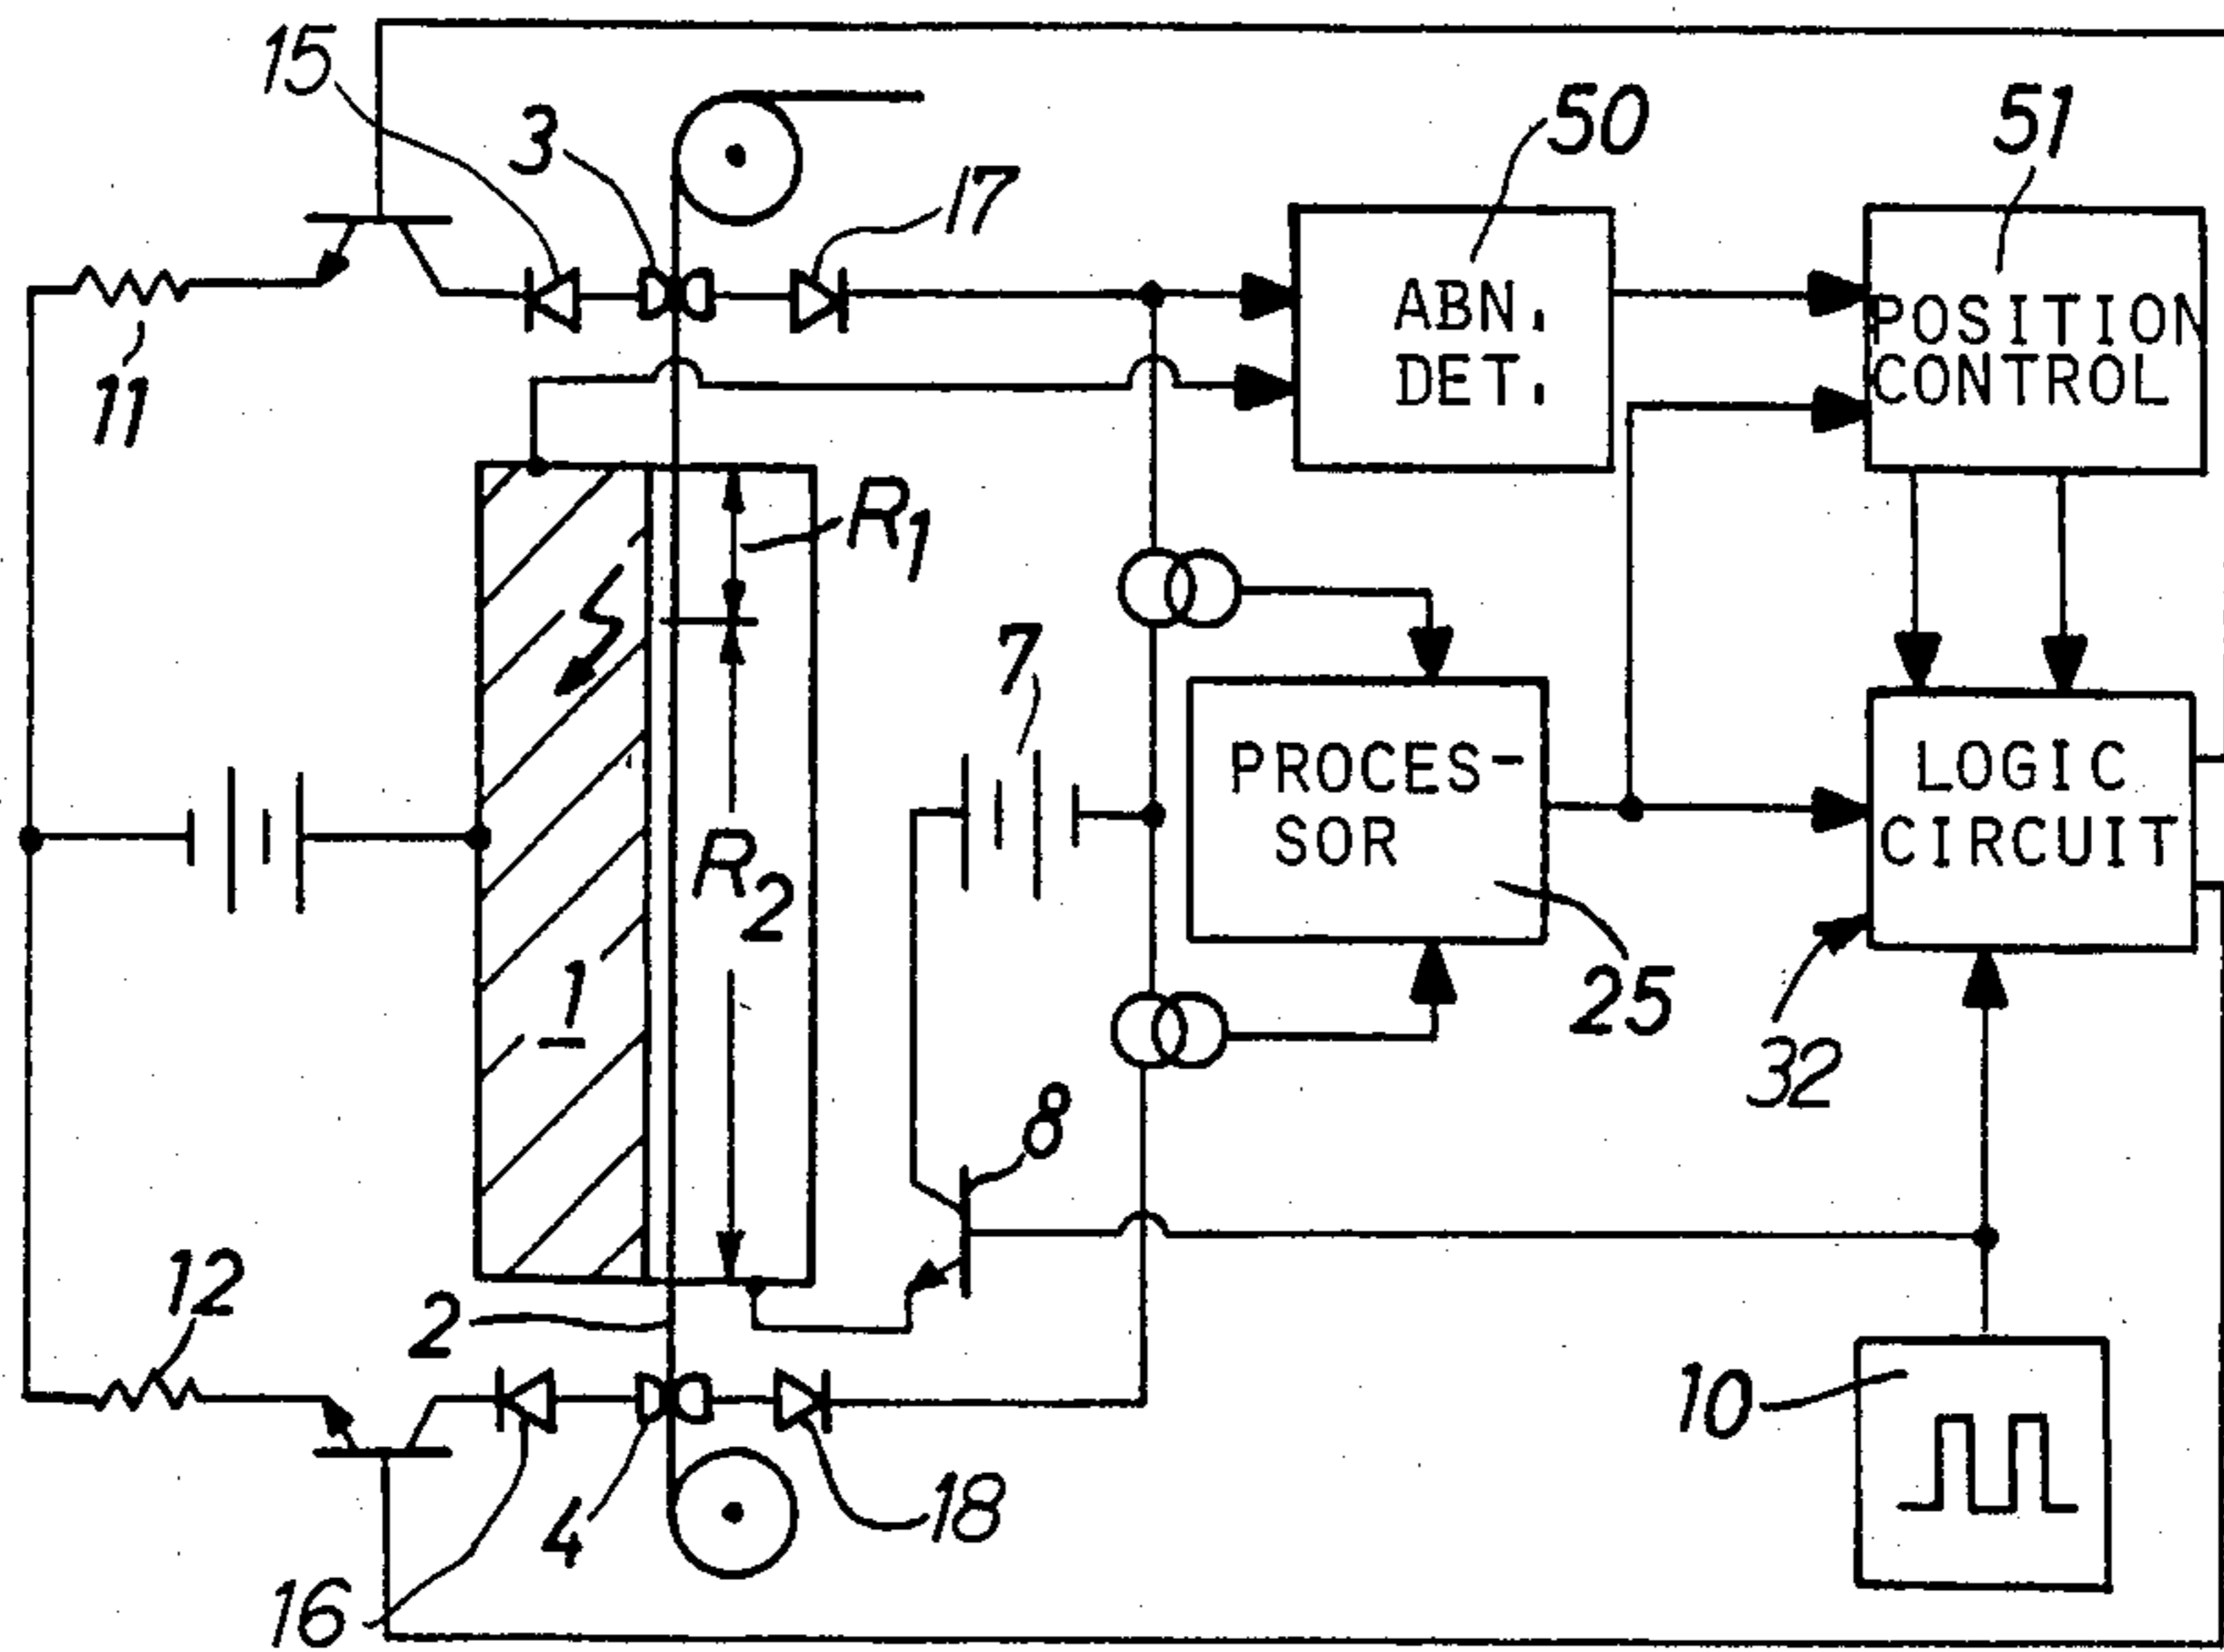 15
3
17
50
51
11
ABN.
DET.
POSITION
CONTROL
R1
7
R2
PROCES-
SOR
LOGIC
CIRCUIT
1
25
32
8
12
2
10
4
18
16